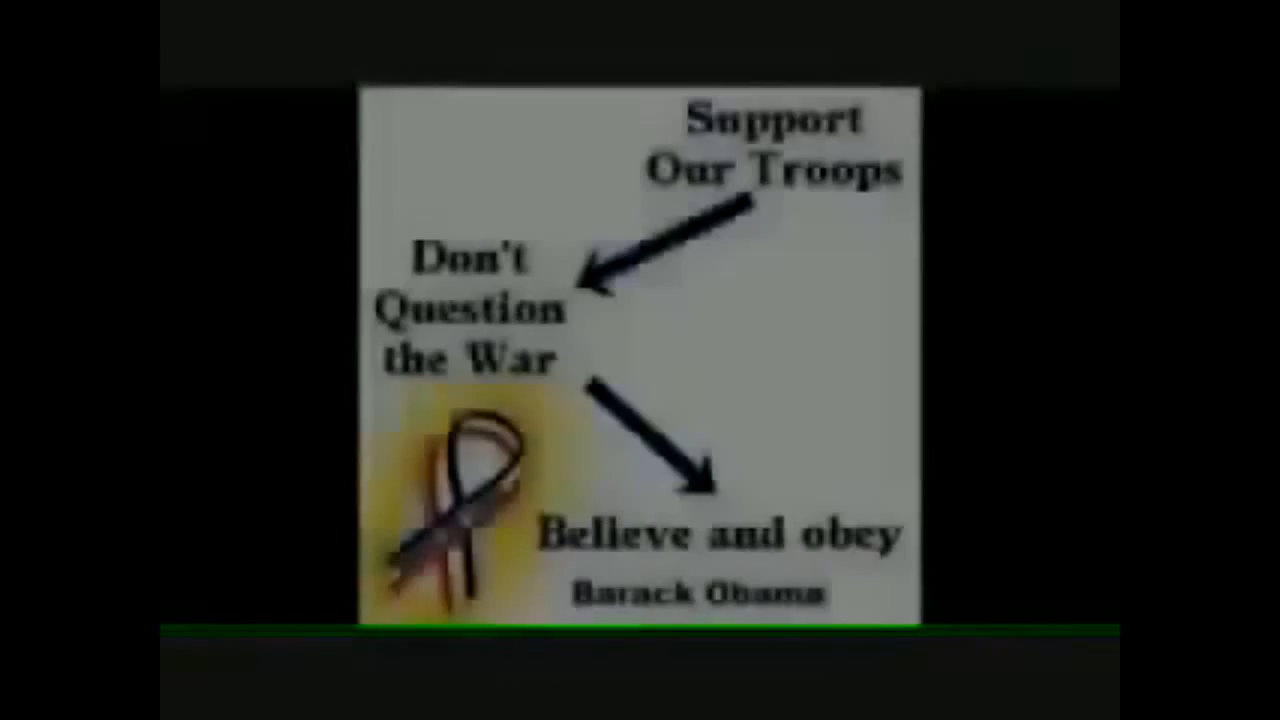 Support
Our Troops
Don't
Question
the War
Believe and obey
Barack Obama